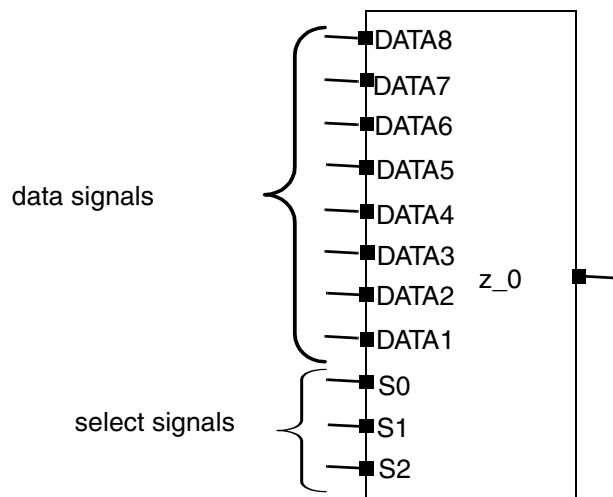 DATA8
DATA7
DATA6
DATA5
data signals
DATA4
DATA3
z_0
DATA2
DATA1
S0
select signals
S1
S2